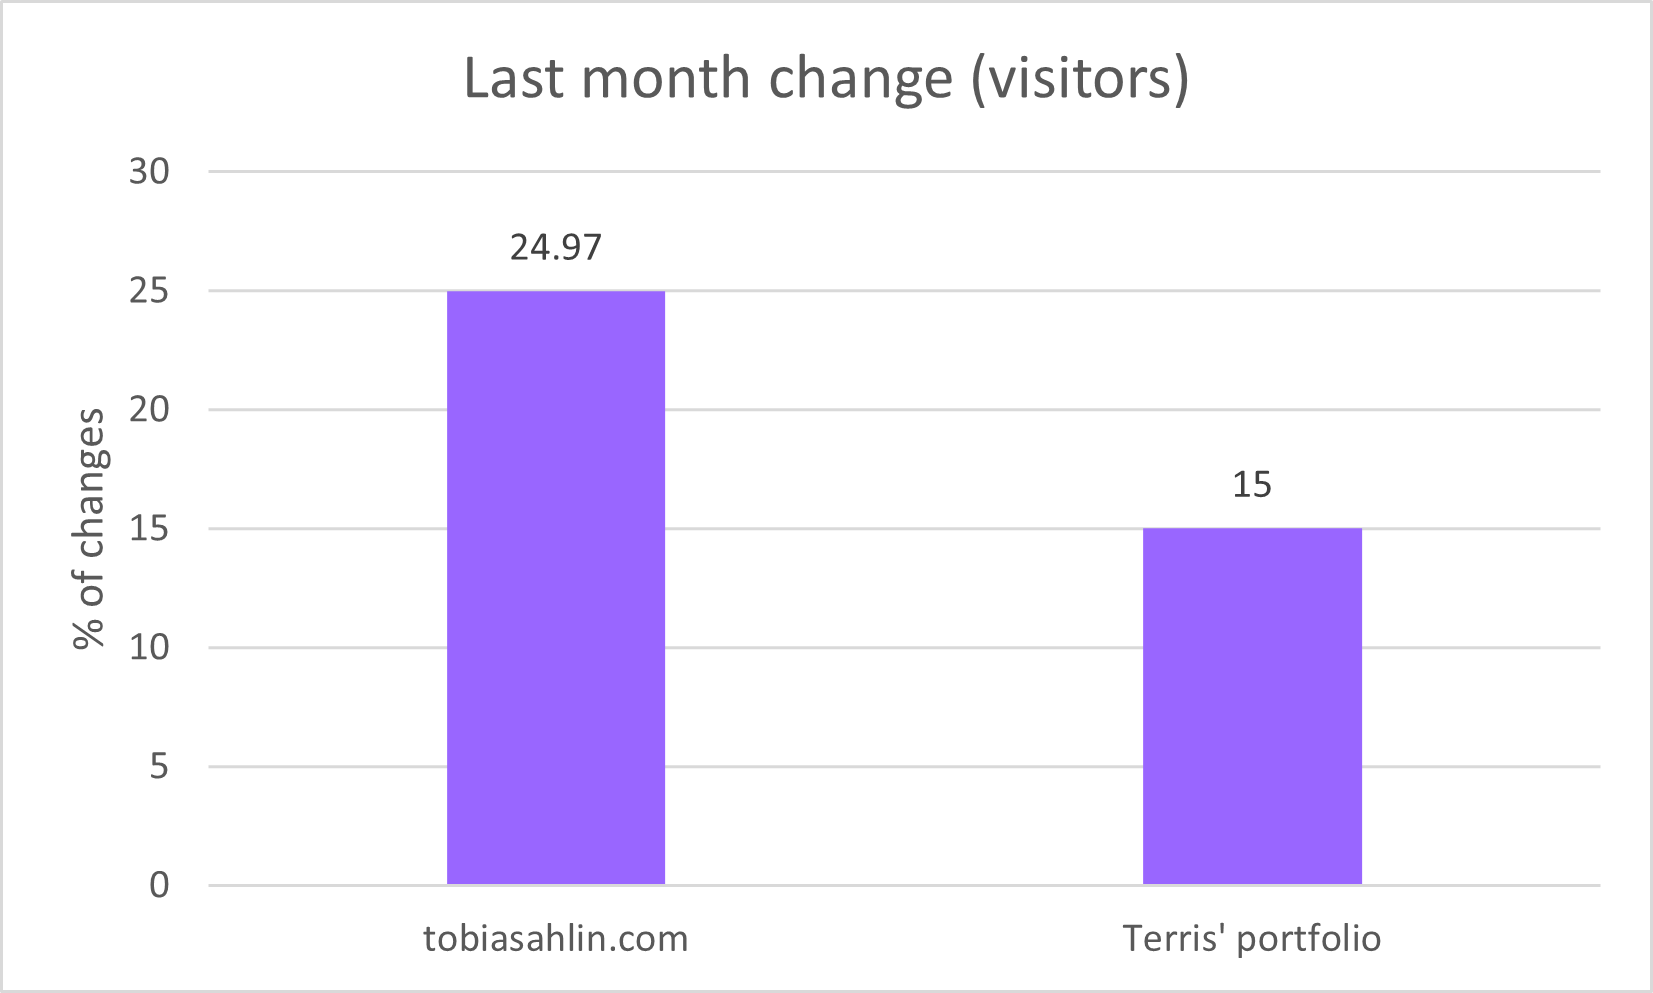 Last month change (visitors)
30
24.97
25
20
% of changes
15
15
10
5
0
tobiasahlin.com
Terris' portfolio